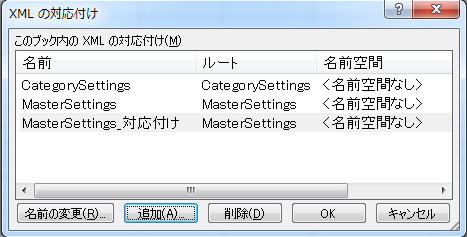 XML の対応付け
このブック内の XML の対応付け(M)
名前 ルート 名前空間
CategorySettings CategorySettings <名前空間なし>
MasterSettings MasterSettings <名前空間なし>
MasterSettings_対応付け MasterSettings <名前空間なし>
名前の変更(R)... 追加(A)... 削除(D) OK キャンセル